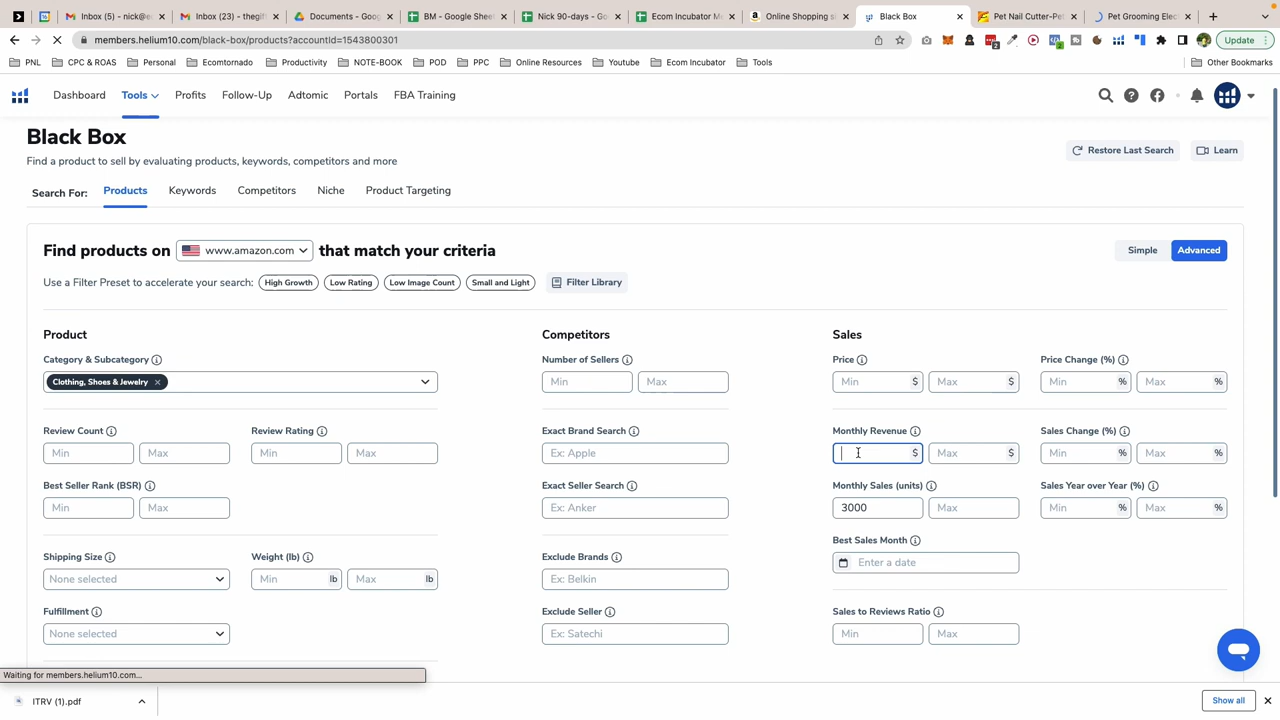 Inbox (5) - nick@e
Inbox (23) - thegif
Documents - Goo
BM - Google Shee
Nick 90-days - Go
Ecom Incubator Me
Online Shopping s
Black Box
Pet Nail Cutter-Pet
Pet Grooming Elec
members.helium10.com/black-box/products?accountId=1543800301
Update
PNL
CPC & ROAS
Personal
Ecomtornado
Productivity
NOTE-BOOK
POD
PPC
Online Resources
Youtube
Ecom Incubator
Tools
Other Bookmarks
Dashboard
Tools
Profits
Follow-Up
Adtomic
Portals
FBA Training
Black Box
Find a product to sell by evaluating products, keywords, competitors and more
Restore Last Search
Learn
Search For:
Products
Keywords
Competitors
Niche
Product Targeting
Find products on www.amazon.com that match your criteria
Simple
Advanced
Use a Filter Preset to accelerate your search: High Growth Low Rating Low Image Count Small and Light Filter Library
Product
Competitors
Sales
Category & Subcategory
Number of Sellers
Price
Price Change (%)
Clothing, Shoes & Jewelry
Min Max
Min $ Max $
Min % Max %
Review Count
Review Rating
Exact Brand Search
Monthly Revenue
Sales Change (%)
Min Max
Min Max
Ex: Apple
$ Max $
Min % Max %
Best Seller Rank (BSR)
Exact Seller Search
Monthly Sales (units)
Sales Year over Year (%)
Min Max
Ex: Anker
3000 Max
Min % Max %
Best Sales Month
Enter a date
Shipping Size
Weight (lb)
Exclude Brands
None selected
Min lb Max lb
Ex: Belkin
Fulfillment
Exclude Seller
Sales to Reviews Ratio
None selected
Ex: Satechi
Min Max
Waiting for members.helium10.com...
ITRV (1).pdf
Show all